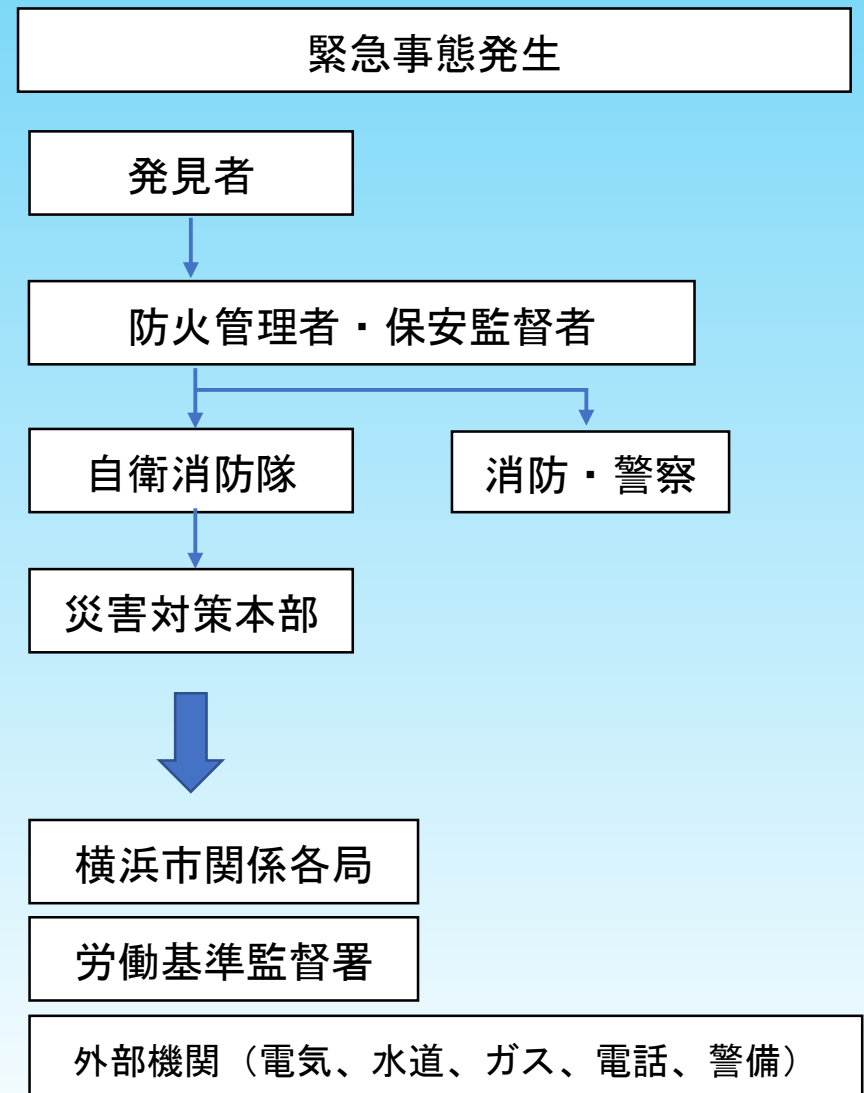 緊急事態発生
発見者
防火管理者・保安監督者
自衛消防隊
消防・警察
災害対策本部
横浜市関係各局
労働基準監督署
外部機関（電気、水道、ガス、電話、警備）